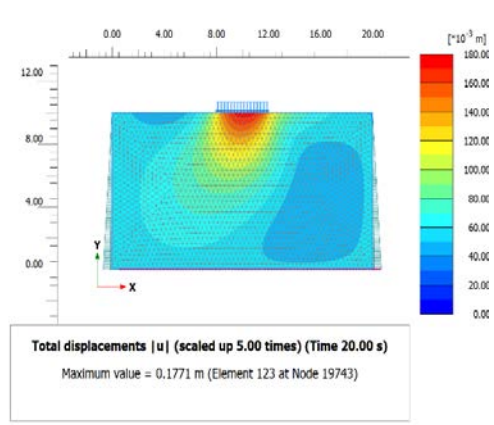 0.00 4.00 8.00 12.00 16.00 20.00
[*10⁻³ m]
180.00
160.00
140.00
120.00
100.00
80.00
60.00
40.00
20.00
0.00
12.00
8.00
4.00
0.00
Y
X
Total displacements |u| (scaled up 5.00 times) (Time 20.00 s)
Maximum value = 0.1771 m (Element 123 at Node 19743)